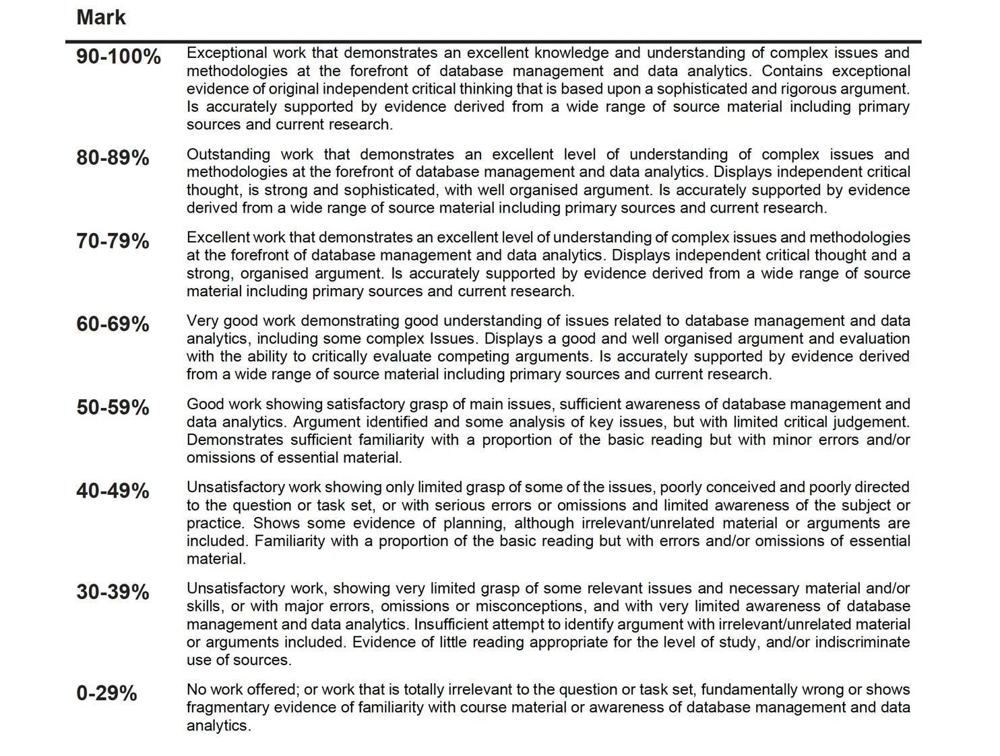 Mark
90-100% Exceptional work that demonstrates an excellent knowledge and understanding of complex issues and
methodologies at the forefront of database management and data analytics. Contains exceptional
evidence of original independent critical thinking that is based upon a sophisticated and rigorous argument.
Is accurately supported by evidence derived from a wide range of source material including primary
sources and current research.
80-89% Outstanding work that demonstrates an excellent level of understanding of complex issues and
methodologies at the forefront of database management and data analytics. Displays independent critical
thought, is strong and sophisticated, with well organised argument. Is accurately supported by evidence
derived from a wide range of source material including primary sources and current research.
70-79% Excellent work that demonstrates an excellent level of understanding of complex issues and methodologies
at the forefront of database management and data analytics. Displays independent critical thought and a
strong, organised argument. Is accurately supported by evidence derived from a wide range of source
material including primary sources and current research.
60-69% Very good work demonstrating good understanding of issues related to database management and data
analytics, including some complex Issues. Displays a good and well organised argument and evaluation
with the ability to critically evaluate competing arguments. Is accurately supported by evidence derived
from a wide range of source material including primary sources and current research.
50-59% Good work showing satisfactory grasp of main issues, sufficient awareness of database management and
data analytics. Argument identified and some analysis of key issues, but with limited critical judgement.
Demonstrates sufficient familiarity with a proportion of the basic reading but with minor errors and/or
omissions of essential material.
40-49% Unsatisfactory work showing only limited grasp of some of the issues, poorly conceived and poorly directed
to the question or task set, or with serious errors or omissions and limited awareness of the subject or
practice. Shows some evidence of planning, although irrelevant/unrelated material or arguments are
included. Familiarity with a proportion of the basic reading but with errors and/or omissions of essential
material.
30-39% Unsatisfactory work, showing very limited grasp of some relevant issues and necessary material and/or
skills, or with major errors, omissions or misconceptions, and with very limited awareness of database
management and data analytics. Insufficient attempt to identify argument with irrelevant/unrelated material
or arguments included. Evidence of little reading appropriate for the level of study, and/or indiscriminate
use of sources.
0-29% No work offered; or work that is totally irrelevant to the question or task set, fundamentally wrong or shows
fragmentary evidence of familiarity with course material or awareness of database management and data
analytics.